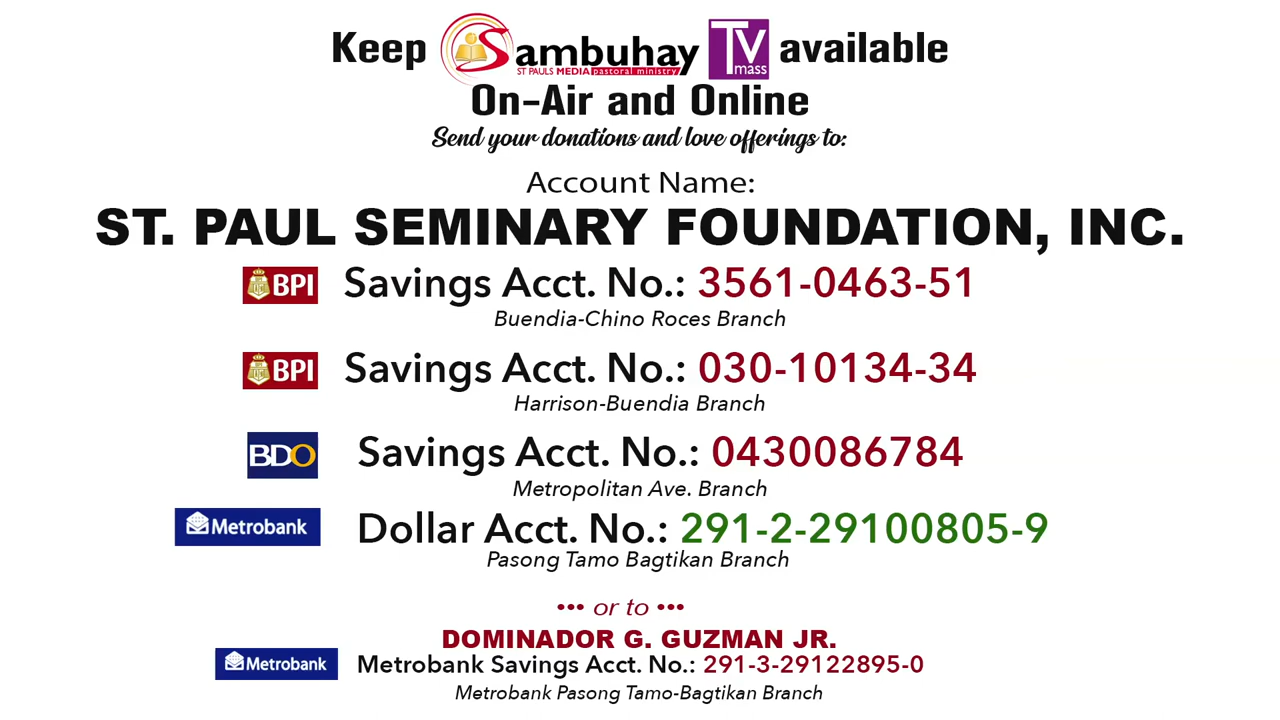 Keep Sambuhay TV mass available
ST PAULS MEDIA pastoral ministry
On-Air and Online
Send your donations and love offerings to:
Account Name:
ST. PAUL SEMINARY FOUNDATION, INC.
BPI Savings Acct. No.: 3561-0463-51
Buendia-Chino Roces Branch
BPI Savings Acct. No.: 030-10134-34
Harrison-Buendia Branch
BDO Savings Acct. No.: 0430086784
Metropolitan Ave. Branch
Metrobank Dollar Acct. No.: 291-2-29100805-9
Pasong Tamo Bagtikan Branch
••• or to •••
DOMINADOR G. GUZMAN JR.
Metrobank Metrobank Savings Acct. No.: 291-3-29122895-0
Metrobank Pasong Tamo-Bagtikan Branch